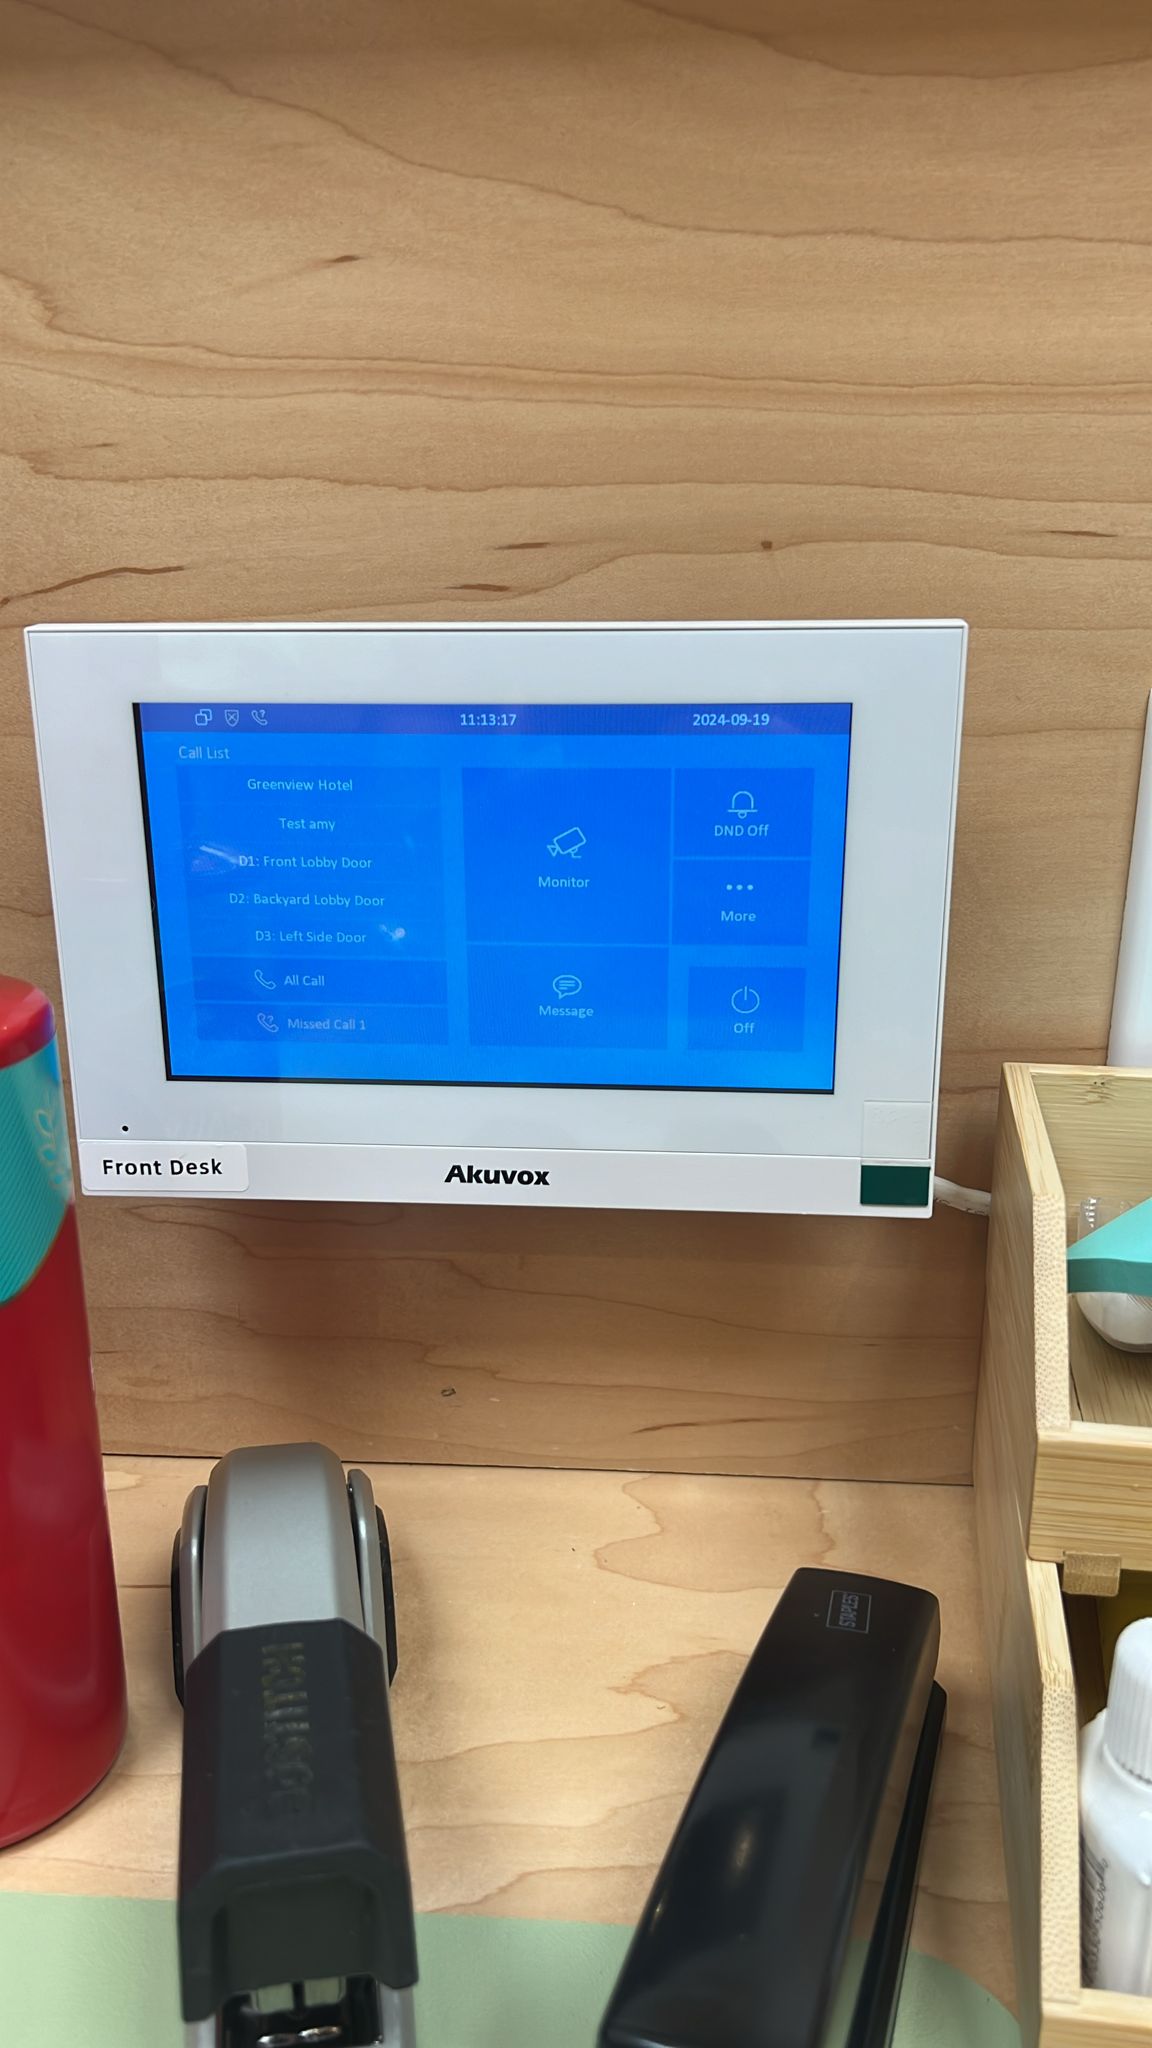 11:13:17
2024-09-19
Call List
Greenview Hotel
Test amy
D1: Front Lobby Door
D2: Backyard Lobby Door
D3: Left Side Door
All Call
Missed Call 1
Monitor
Message
DND Off
More
Off
Front Desk
Akuvox
BOSTITCH
STAPLES